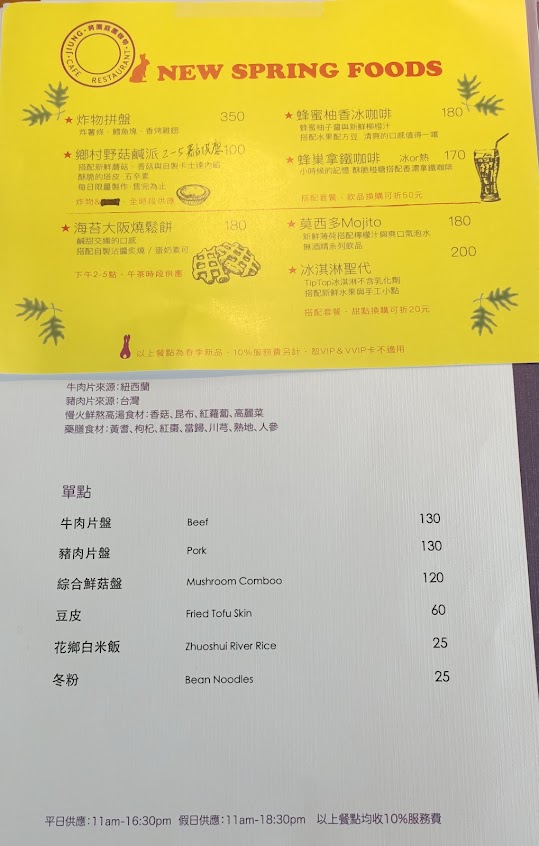 JIUNG
CAFÉ RESTAURANT
NEW SPRING FOODS
★炸物拼盤 350
炸薯條、鱈魚塊、香烤雞翅
★鄉村野菇鹹派 2-5 100
搭配新鮮蘑菇、香菇與自製卡士達內餡
酥脆的塔皮 五辛素
每日限量製作 售完為止
全時段供應
★海苔大阪燒鬆餅 180
鹹甜交織的口感
搭配自製沾醬炙燒 / 蛋奶素可
下午2-5點、午茶時段供應
★蜂蜜柚香冰咖啡 180
蜂蜜柚子醬與新鮮柳橙汁
搭配水果配方豆 清爽的口感值得一嚐
★蜂巢拿鐵咖啡 冰or熱 170
小時候的記憶 酥脆椪糖搭配香濃拿鐵咖啡
搭配套餐、飲品換購可折50元
★莫西多Mojito 180
新鮮薄荷搭配檸檬汁與爽口氣泡水
無酒精系列飲品
★冰淇淋聖代 200
TipTop冰淇淋不含乳化劑
搭配新鮮水果與手工小點
搭配套餐、甜點換購可折20元
以上餐點為春季新品、10%服務費另計、恕VIP＆VVIP卡不適用
牛肉片來源：紐西蘭
豬肉片來源：台灣
慢火鮮熬高湯食材：香菇、昆布、紅蘿蔔、高麗菜
藥膳食材：黃耆、枸杞、紅棗、當歸、川芎、熟地、人參
單點
牛肉片盤 Beef 130
豬肉片盤 Pork 130
綜合鮮菇盤 Mushroom Comboo 120
豆皮 Fried Tofu Skin 60
花鄉白米飯 Zhuoshui River Rice 25
冬粉 Bean Noodles 25
平日供應：11am-16:30pm 假日供應：11am-18:30pm 以上餐點均收10%服務費